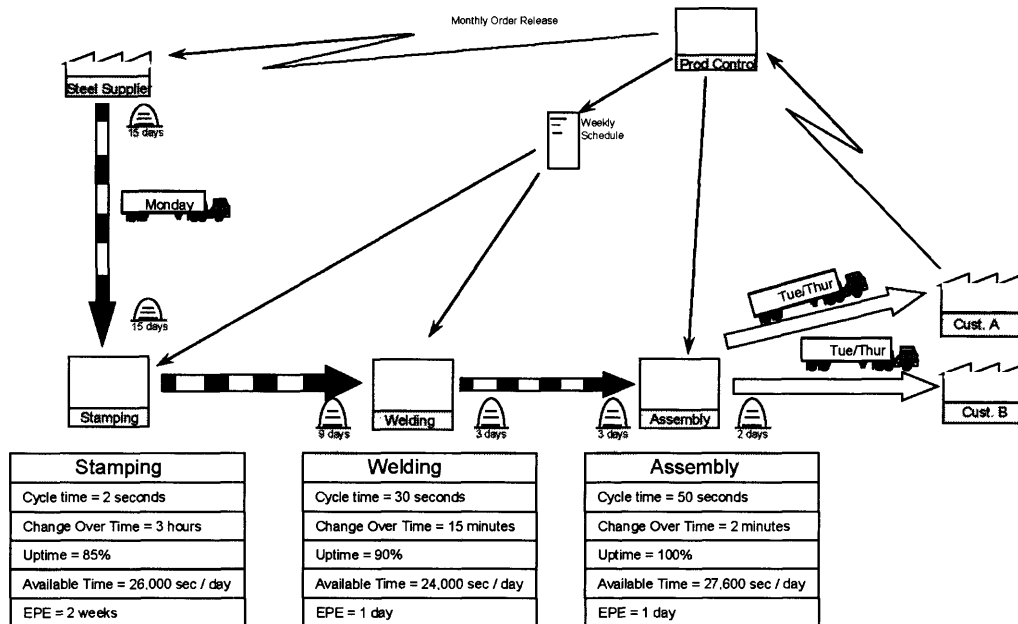 Monthly Order Release
Prod Control
Steel Supplier
15 days
Weekly
Schedule
Monday
15 days
Tue/Thur
Cust. A
Tue/Thur
Cust. B
Stamping
9 days
Welding
3 days
3 days
Assembly
2 days
Stamping
Cycle time = 2 seconds
Change Over Time = 3 hours
Uptime = 85%
Available Time = 26,000 sec / day
EPE = 2 weeks
Welding
Cycle time = 30 seconds
Change Over Time = 15 minutes
Uptime = 90%
Available Time = 24,000 sec / day
EPE = 1 day
Assembly
Cycle time = 50 seconds
Change Over Time = 2 minutes
Uptime = 100%
Available Time = 27,600 sec / day
EPE = 1 day